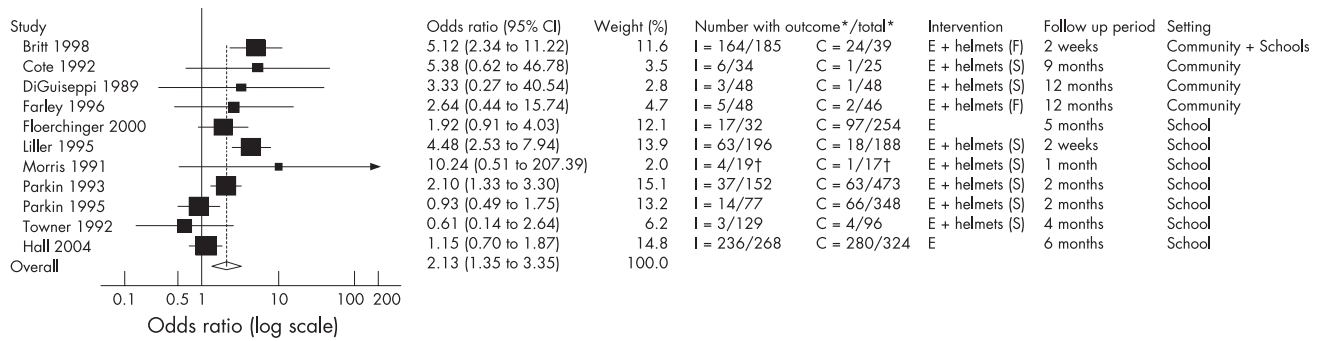 Study Odds ratio (95% CI) Weight (%) Number with outcome*/total* Intervention Follow up period Setting
Britt 1998 5.12 (2.34 to 11.22) 11.6 I = 164/185 C = 24/39 E + helmets (F) 2 weeks Community + Schools
Cote 1992 5.38 (0.62 to 46.78) 3.5 I = 6/34 C = 1/25 E + helmets (S) 9 months Community
DiGuiseppi 1989 3.33 (0.27 to 40.54) 2.8 I = 3/48 C = 1/48 E + helmets (S) 12 months Community
Farley 1996 2.64 (0.44 to 15.74) 4.7 I = 5/48 C = 2/46 E + helmets (F) 12 months Community
Floerchinger 2000 1.92 (0.91 to 4.03) 12.1 I = 17/32 C = 97/254 E 5 months School
Liller 1995 4.48 (2.53 to 7.94) 13.9 I = 63/196 C = 18/188 E + helmets (S) 2 weeks School
Morris 1991 10.24 (0.51 to 207.39) 2.0 I = 4/19† C = 1/17† E + helmets (S) 1 month School
Parkin 1993 2.10 (1.33 to 3.30) 15.1 I = 37/152 C = 63/473 E + helmets (S) 2 months School
Parkin 1995 0.93 (0.49 to 1.75) 13.2 I = 14/77 C = 66/348 E + helmets (S) 2 months School
Towner 1992 0.61 (0.14 to 2.64) 6.2 I = 3/129 C = 4/96 E + helmets (S) 4 months School
Hall 2004 1.15 (0.70 to 1.87) 14.8 I = 236/268 C = 280/324 E 6 months School
Overall 2.13 (1.35 to 3.35) 100.0
0.1 0.5 1 10 100 200
Odds ratio (log scale)